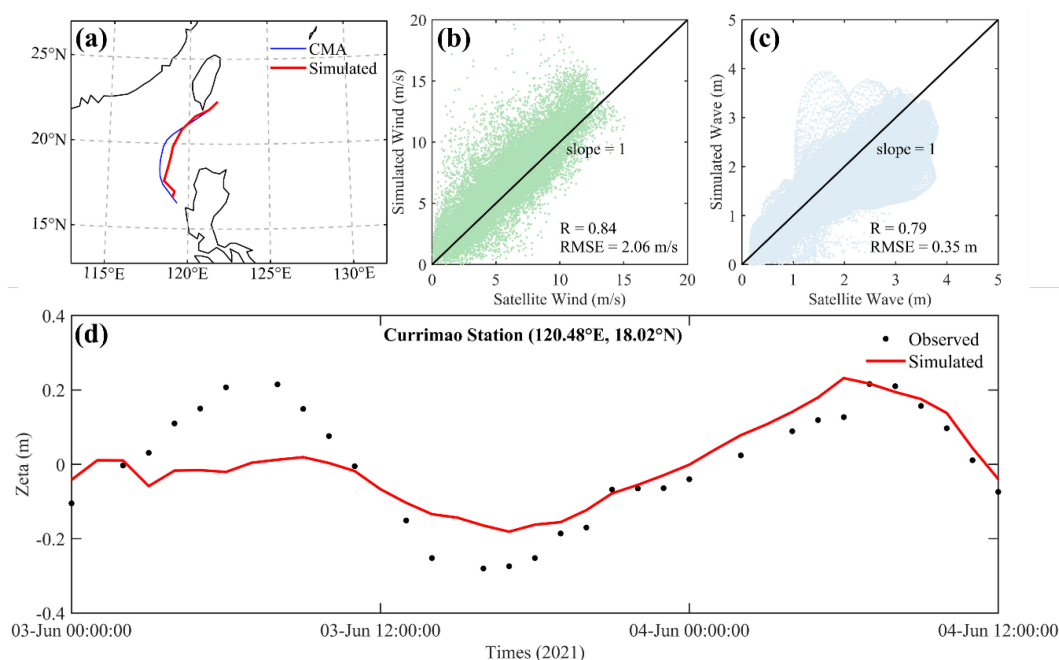 (a)
CMA
Simulated
25°N
20°N
15°N
115°E
120°E
125°E
130°E
(b)
20
15
10
5
0
Simulated Wind (m/s)
slope = 1
R = 0.84
RMSE = 2.06 m/s
0
5
10
15
20
Satellite Wind (m/s)
(c)
5
4
3
2
1
0
Simulated Wave (m)
slope = 1
R = 0.79
RMSE = 0.35 m
0
1
2
3
4
5
Satellite Wave (m)
(d)
Currimao Station (120.48°E, 18.02°N)
Observed
Simulated
0.4
0.2
0
-0.2
-0.4
Zeta (m)
03-Jun 00:00:00
03-Jun 12:00:00
04-Jun 00:00:00
04-Jun 12:00:00
Times (2021)